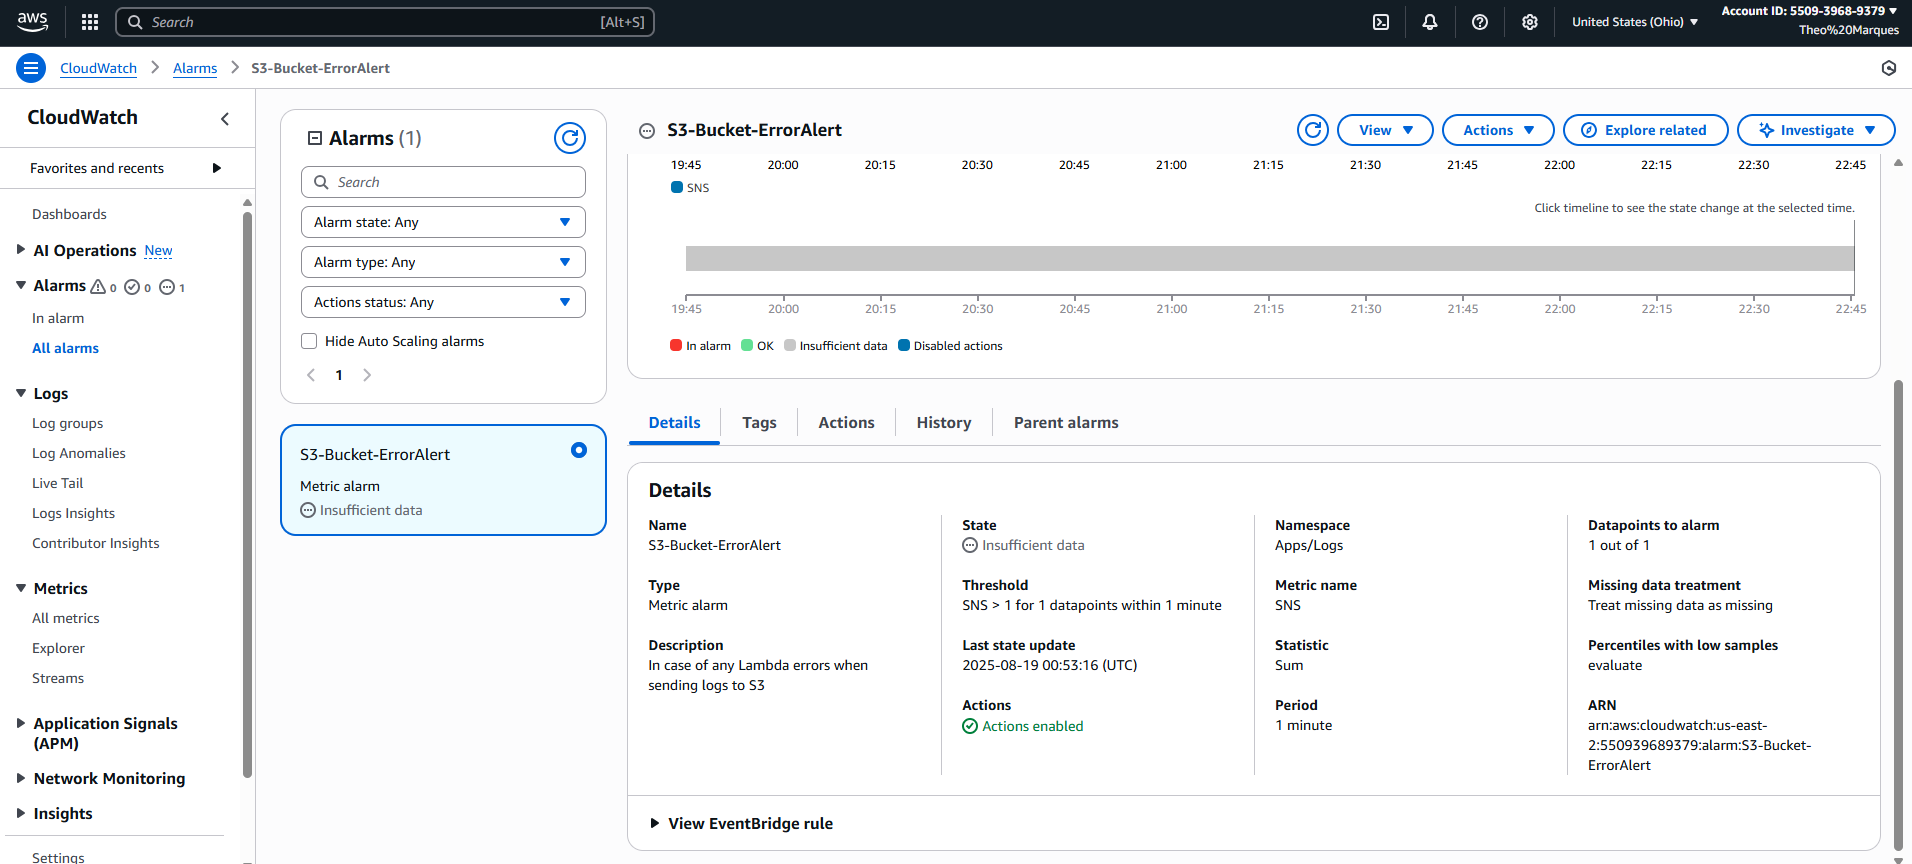 aws
Search [Alt+S]
United States (Ohio)
Account ID: 5509-3968-9379
Theo%20Marques
CloudWatch > Alarms > S3-Bucket-ErrorAlert
CloudWatch
Favorites and recents
Dashboards
AI Operations New
Alarms 0 0 1
In alarm
All alarms
Logs
Log groups
Log Anomalies
Live Tail
Logs Insights
Contributor Insights
Metrics
All metrics
Explorer
Streams
Application Signals
(APM)
Network Monitoring
Insights
Settings
Alarms (1)
Search
Alarm state: Any
Alarm type: Any
Actions status: Any
Hide Auto Scaling alarms
1
S3-Bucket-ErrorAlert
Metric alarm
Insufficient data
S3-Bucket-ErrorAlert
View
Actions
Explore related
Investigate
19:45 20:00 20:15 20:30 20:45 21:00 21:15 21:30 21:45 22:00 22:15 22:30 22:45
SNS
Click timeline to see the state change at the selected time.
19:45 20:00 20:15 20:30 20:45 21:00 21:15 21:30 21:45 22:00 22:15 22:30 22:45
In alarm OK Insufficient data Disabled actions
Details Tags Actions History Parent alarms
Details
Name
S3-Bucket-ErrorAlert
Type
Metric alarm
Description
In case of any Lambda errors when
sending logs to S3
State
Insufficient data
Threshold
SNS > 1 for 1 datapoints within 1 minute
Last state update
2025-08-19 00:53:16 (UTC)
Actions
Actions enabled
Namespace
Apps/Logs
Metric name
SNS
Statistic
Sum
Period
1 minute
Datapoints to alarm
1 out of 1
Missing data treatment
Treat missing data as missing
Percentiles with low samples
evaluate
ARN
arn:aws:cloudwatch:us-east-
2:550939689379:alarm:S3-Bucket-
ErrorAlert
View EventBridge rule